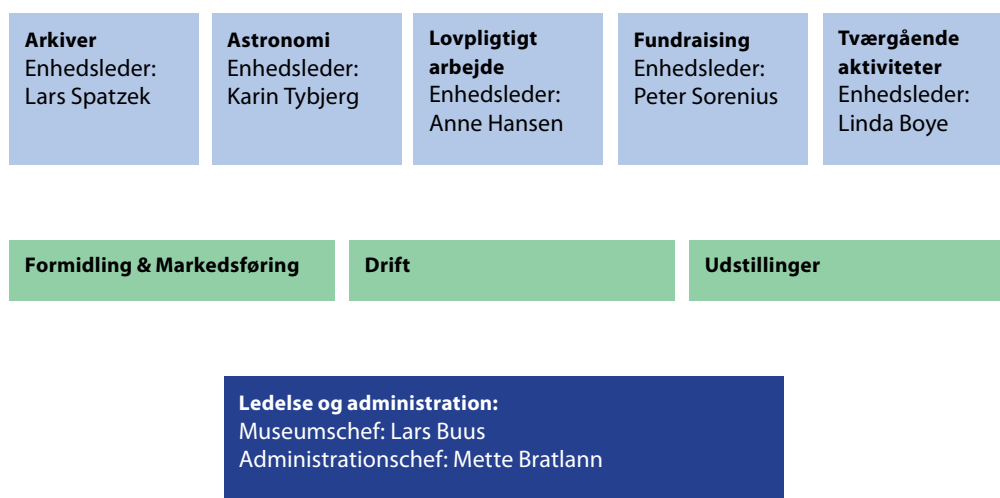 Arkiver
Enhedsleder:
Lars Spatzek
Astronomi
Enhedsleder:
Karin Tybjerg
Lovpligtigt
arbejde
Enhedsleder:
Anne Hansen
Fundraising
Enhedsleder:
Peter Sorenius
Tværgående
aktiviteter
Enhedsleder:
Linda Boye
Formidling & Markedsføring
Drift
Udstillinger
Ledelse og administration:
Museumschef: Lars Buus
Administrationschef: Mette Bratlann